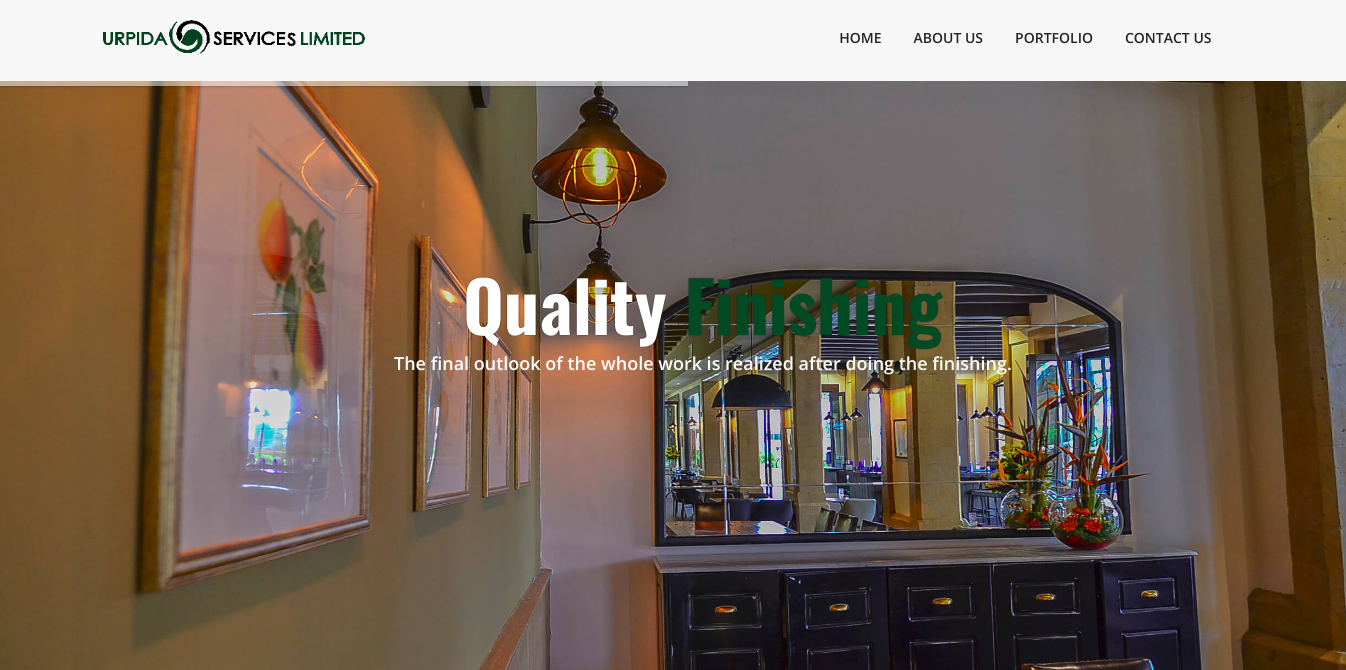 URPIDA SERVICES LIMITED
HOME
ABOUT US
PORTFOLIO
CONTACT US
Quality Finishing
The final outlook of the whole work is realized after doing the finishing.